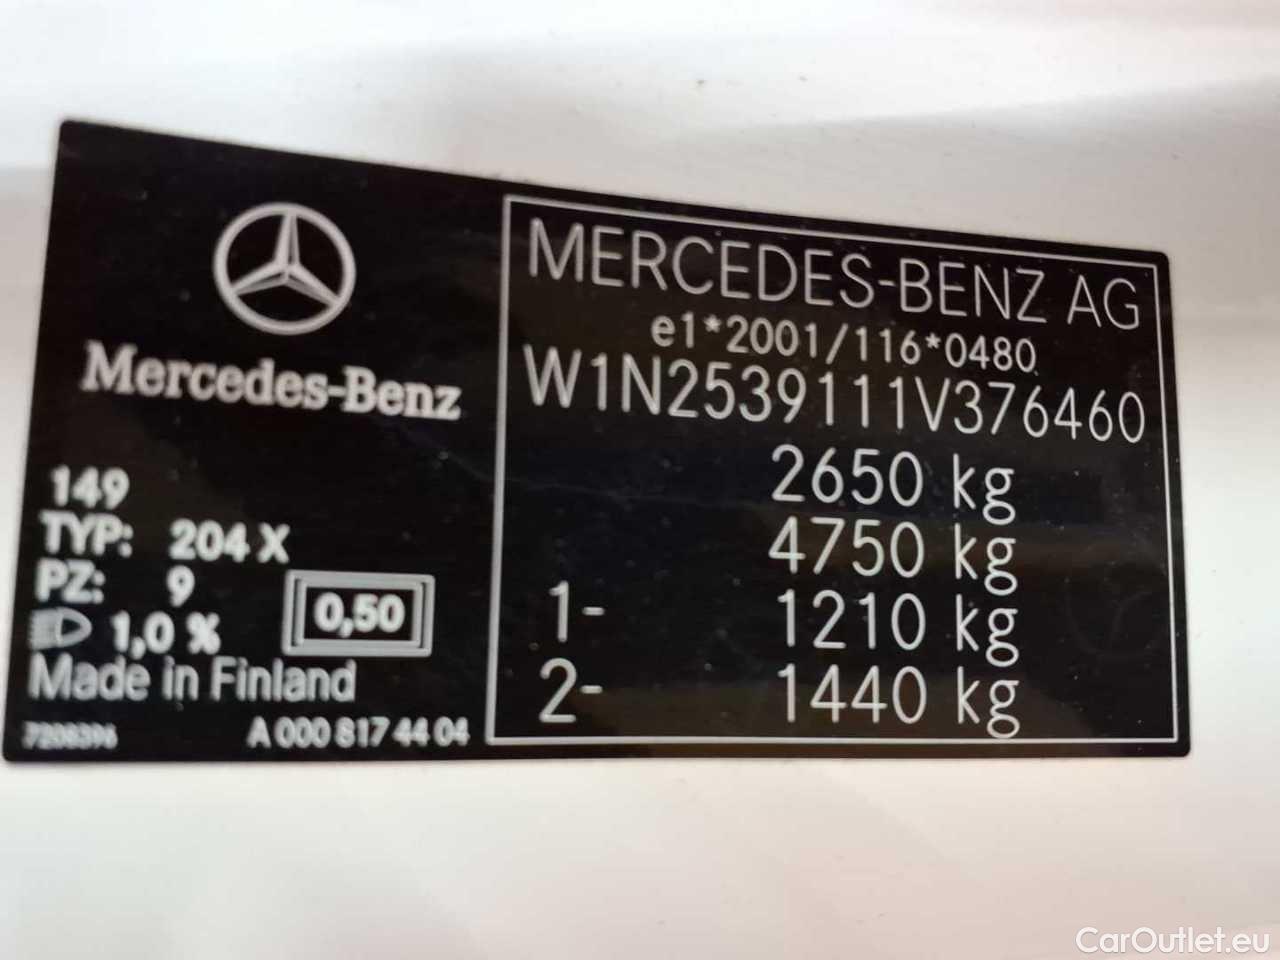 Mercedes-Benz
149
TYP: 204 X
PZ: 9
1,0 %
0,50
Made in Finland
7208396
A 000 817 44 04
MERCEDES-BENZ AG
e1*2001/116*0480
W1N2539111V376460
2650 kg
4750 kg
1- 1210 kg
2- 1440 kg
CarOutlet.eu